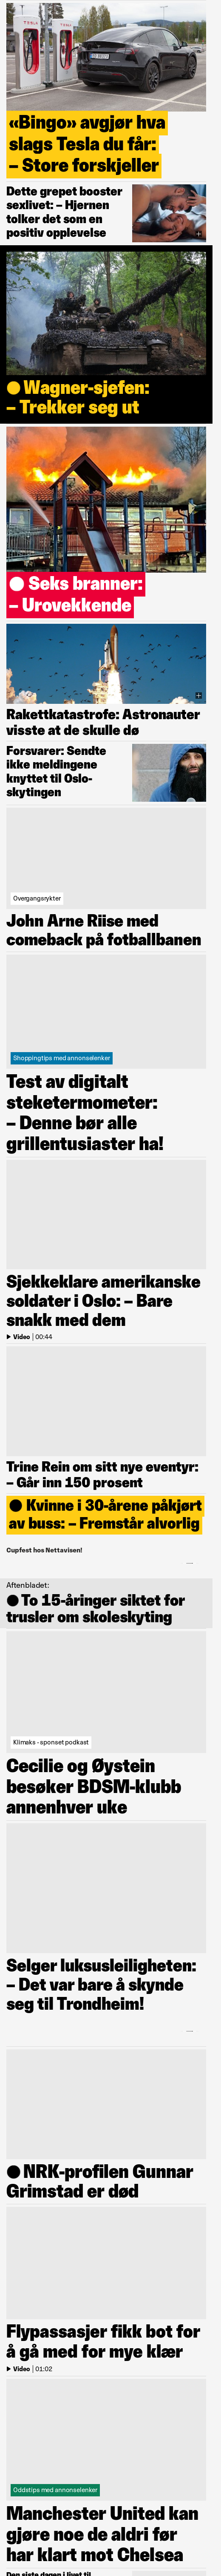 «Bingo» avgjør hva
slags Tesla du får:
– Store forskjeller
Dette grepet booster
sexlivet: – Hjernen
tolker det som en
positiv opplevelse
Wagner-sjefen:
– Trekker seg ut
Seks branner:
– Urovekkende
Rakettkatastrofe: Astronauter
visste at de skulle dø
Forsvarer: Sendte
ikke meldingene
knyttet til Oslo-
skytingen
Overgangsrykter
John Arne Riise med
comeback på fotballbanen
Shoppingtips med annonselenker
Test av digitalt
steketermometer:
– Denne bør alle
grillentusiaster ha!
Sjekkeklare amerikanske
soldater i Oslo: – Bare
snakk med dem
Video | 00:44
Trine Rein om sitt nye eventyr:
– Går inn 150 prosent
Kvinne i 30-årene påkjørt
av buss: – Fremstår alvorlig
Cupfest hos Nettavisen!
Aftenbladet:
To 15-åringer siktet for
trusler om skoleskyting
Klimaks - sponset podkast
Cecilie og Øystein
besøker BDSM-klubb
annenhver uke
Selger luksusleiligheten:
– Det var bare å skynde
seg til Trondheim!
NRK-profilen Gunnar
Grimstad er død
Flypassasjer fikk bot for
å gå med for mye klær
Video | 01:02
Oddstips med annonselenker
Manchester United kan
gjøre noe de aldri før
har klart mot Chelsea
Den siste dagen i livet til